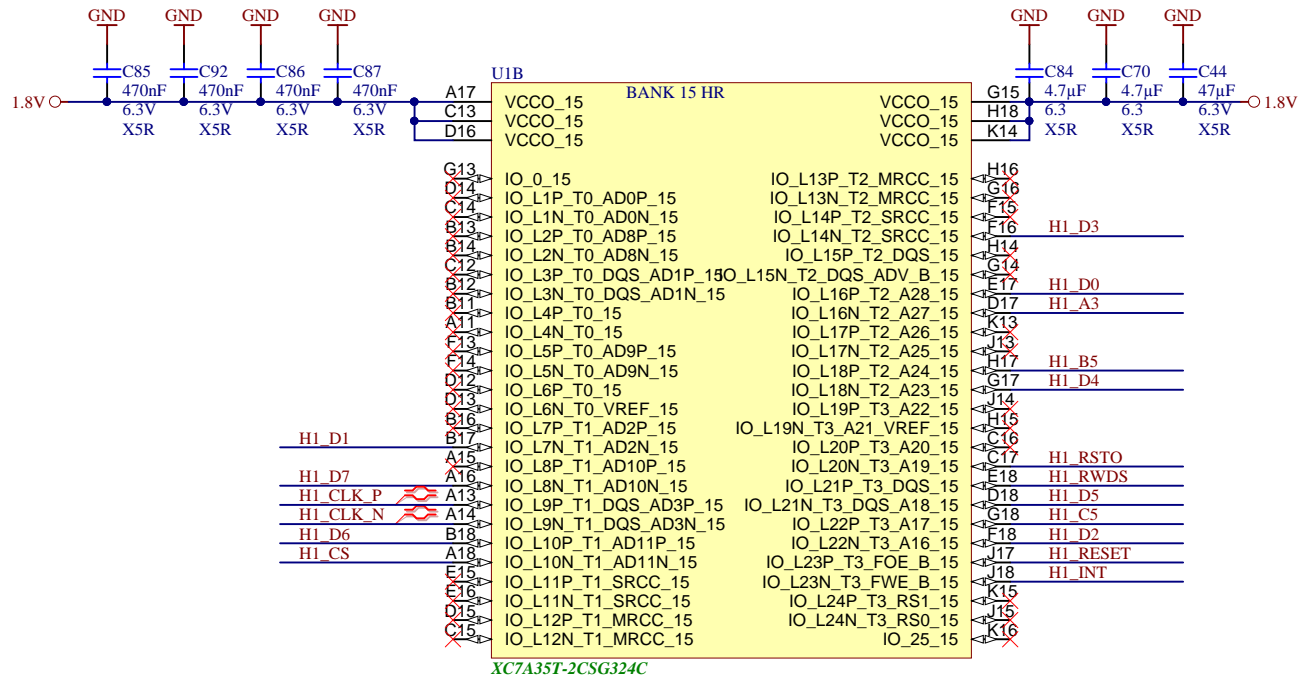 GND GND GND GND GND GND GND
C85 C92 C86 C87 C84 C70 C44
470nF 470nF 470nF 470nF 4.7µF 4.7µF 47µF
1.8V 6.3V 6.3V 6.3V 6.3V 6.3 6.3 6.3V 1.8V
X5R X5R X5R X5R X5R X5R X5R
U1B
BANK 15 HR
A17 VCCO_15 VCCO_15 G15
C13 VCCO_15 VCCO_15 H18
D16 VCCO_15 VCCO_15 K14
G13 IO_0_15 IO_L13P_T2_MRCC_15 H16
D14 IO_L1P_T0_AD0P_15 IO_L13N_T2_MRCC_15 G16
C14 IO_L1N_T0_AD0N_15 IO_L14P_T2_SRCC_15 F15
B13 IO_L2P_T0_AD8P_15 IO_L14N_T2_SRCC_15 F16 H1_D3
B14 IO_L2N_T0_AD8N_15 IO_L15P_T2_DQS_15 H14
C12 IO_L3P_T0_DQS_AD1P_15 IO_L15N_T2_DQS_ADV_B_15 G14
B12 IO_L3N_T0_DQS_AD1N_15 IO_L16P_T2_A28_15 E17 H1_D0
B11 IO_L4P_T0_15 IO_L16N_T2_A27_15 D17 H1_A3
A11 IO_L4N_T0_15 IO_L17P_T2_A26_15 K13
F13 IO_L5P_T0_AD9P_15 IO_L17N_T2_A25_15 J13
F14 IO_L5N_T0_AD9N_15 IO_L18P_T2_A24_15 H17 H1_B5
D12 IO_L6P_T0_15 IO_L18N_T2_A23_15 G17 H1_D4
D13 IO_L6N_T0_VREF_15 IO_L19P_T3_A22_15 J14
B16 IO_L7P_T1_AD2P_15 IO_L19N_T3_A21_VREF_15 H15
H1_D1 B17 IO_L7N_T1_AD2N_15 IO_L20P_T3_A20_15 C16
A15 IO_L8P_T1_AD10P_15 IO_L20N_T3_A19_15 C17 H1_RSTO
H1_D7 A16 IO_L8N_T1_AD10N_15 IO_L21P_T3_DQS_15 E18 H1_RWDS
H1_CLK_P A13 IO_L9P_T1_DQS_AD3P_15 IO_L21N_T3_DQS_A18_15 D18 H1_D5
H1_CLK_N A14 IO_L9N_T1_DQS_AD3N_15 IO_L22P_T3_A17_15 G18 H1_C5
H1_D6 B18 IO_L10P_T1_AD11P_15 IO_L22N_T3_A16_15 F18 H1_D2
H1_CS A18 IO_L10N_T1_AD11N_15 IO_L23P_T3_FOE_B_15 J17 H1_RESET
E15 IO_L11P_T1_SRCC_15 IO_L23N_T3_FWE_B_15 J18 H1_INT
E16 IO_L11N_T1_SRCC_15 IO_L24P_T3_RS1_15 K15
D15 IO_L12P_T1_MRCC_15 IO_L24N_T3_RS0_15 J15
C15 IO_L12N_T1_MRCC_15 IO_25_15 K16
XC7A35T-2CSG324C